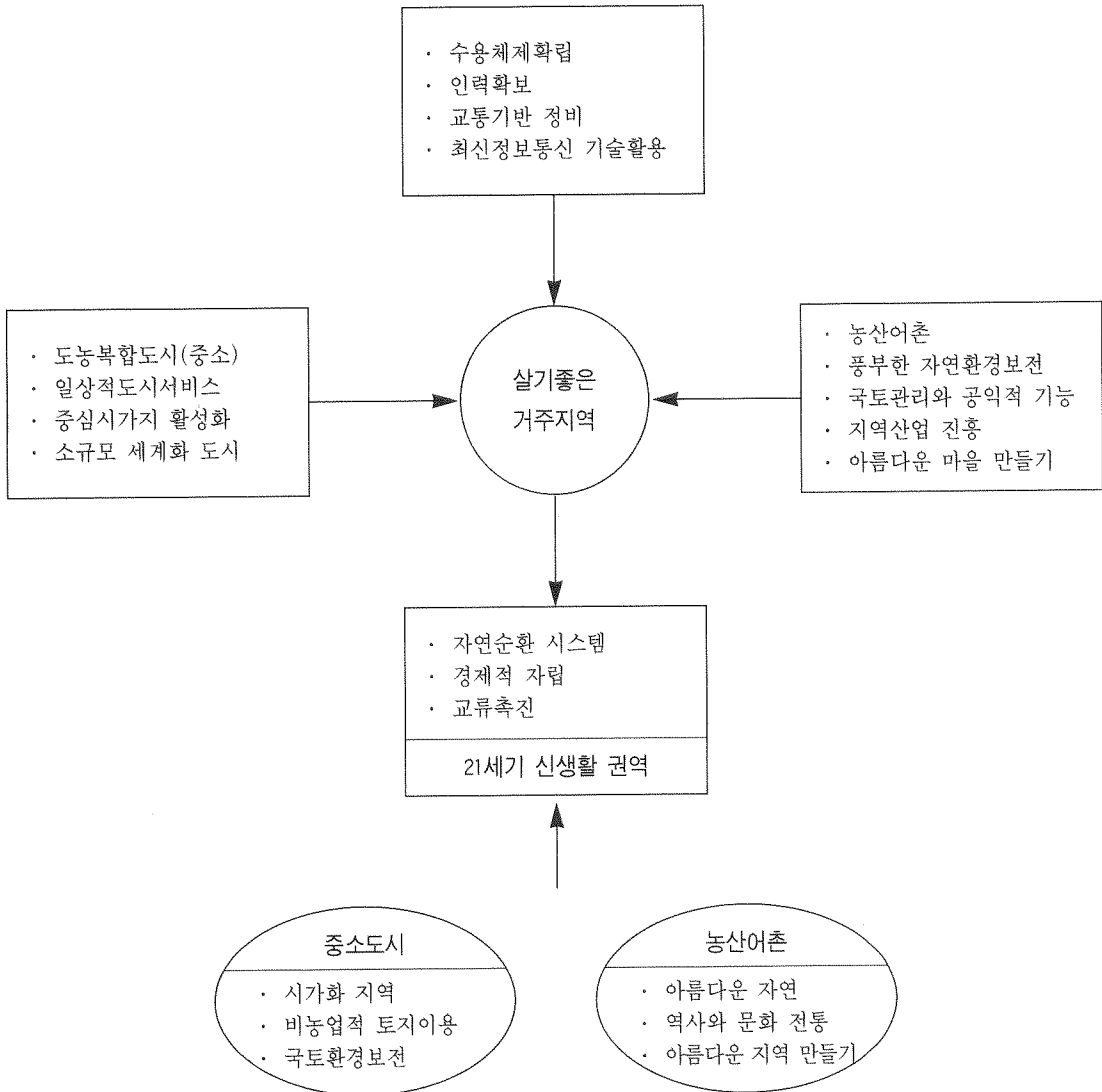 · 수용체제확립
· 인력확보
· 교통기반 정비
· 최신정보통신 기술활용
· 도농복합도시(중소)
· 일상적도시서비스
· 중심시가지 활성화
· 소규모 세계화 도시
살기좋은
거주지역
· 농산어촌
· 풍부한 자연환경보전
· 국토관리와 공익적 기능
· 지역산업 진흥
· 아름다운 마을 만들기
· 자연순환 시스템
· 경제적 자립
· 교류촉진
21세기 신생활 권역
중소도시
· 시가화 지역
· 비농업적 토지이용
· 국토환경보전
농산어촌
· 아름다운 자연
· 역사와 문화 전통
· 아름다운 지역 만들기